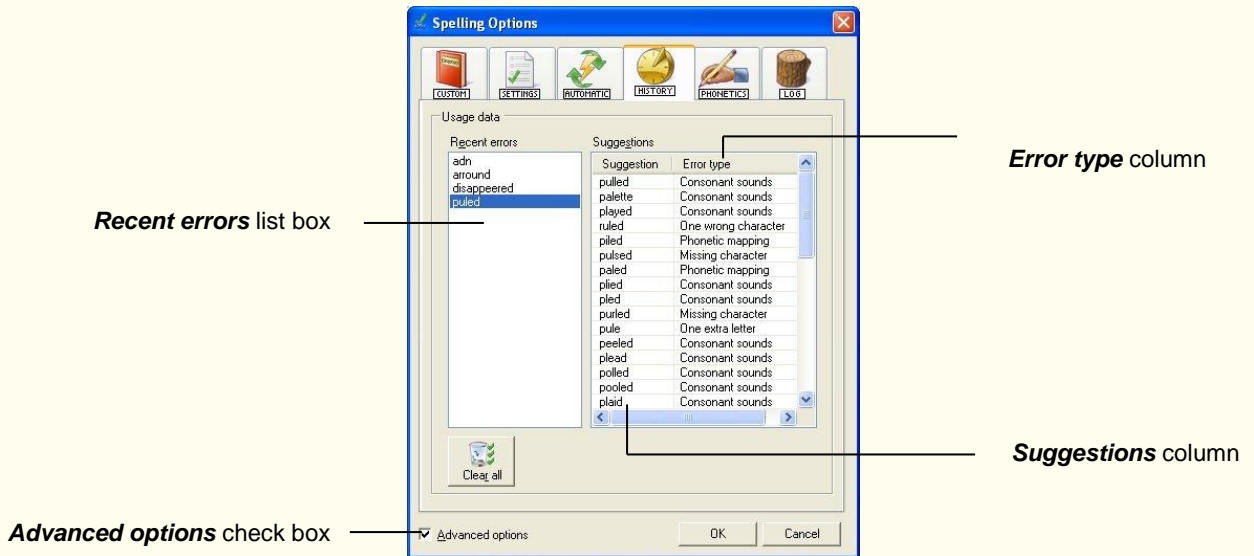 Spelling Options
CUSTOM SETTINGS AUTOMATIC HISTORY PHONETICS LOG
Usage data
Recent errors
adn
arround
disappeered
puled
Suggestions
Suggestion Error type
pulled Consonant sounds
palette Consonant sounds
played Consonant sounds
ruled One wrong character
piled Phonetic mapping
pulsed Missing character
paled Phonetic mapping
plied Consonant sounds
pled Consonant sounds
purled Missing character
pule One extra letter
peeled Consonant sounds
plead Consonant sounds
polled Consonant sounds
pooled Consonant sounds
plaid Consonant sounds
Clear all
Advanced options
OK Cancel
Error type column
Recent errors list box
Suggestions column
Advanced options check box